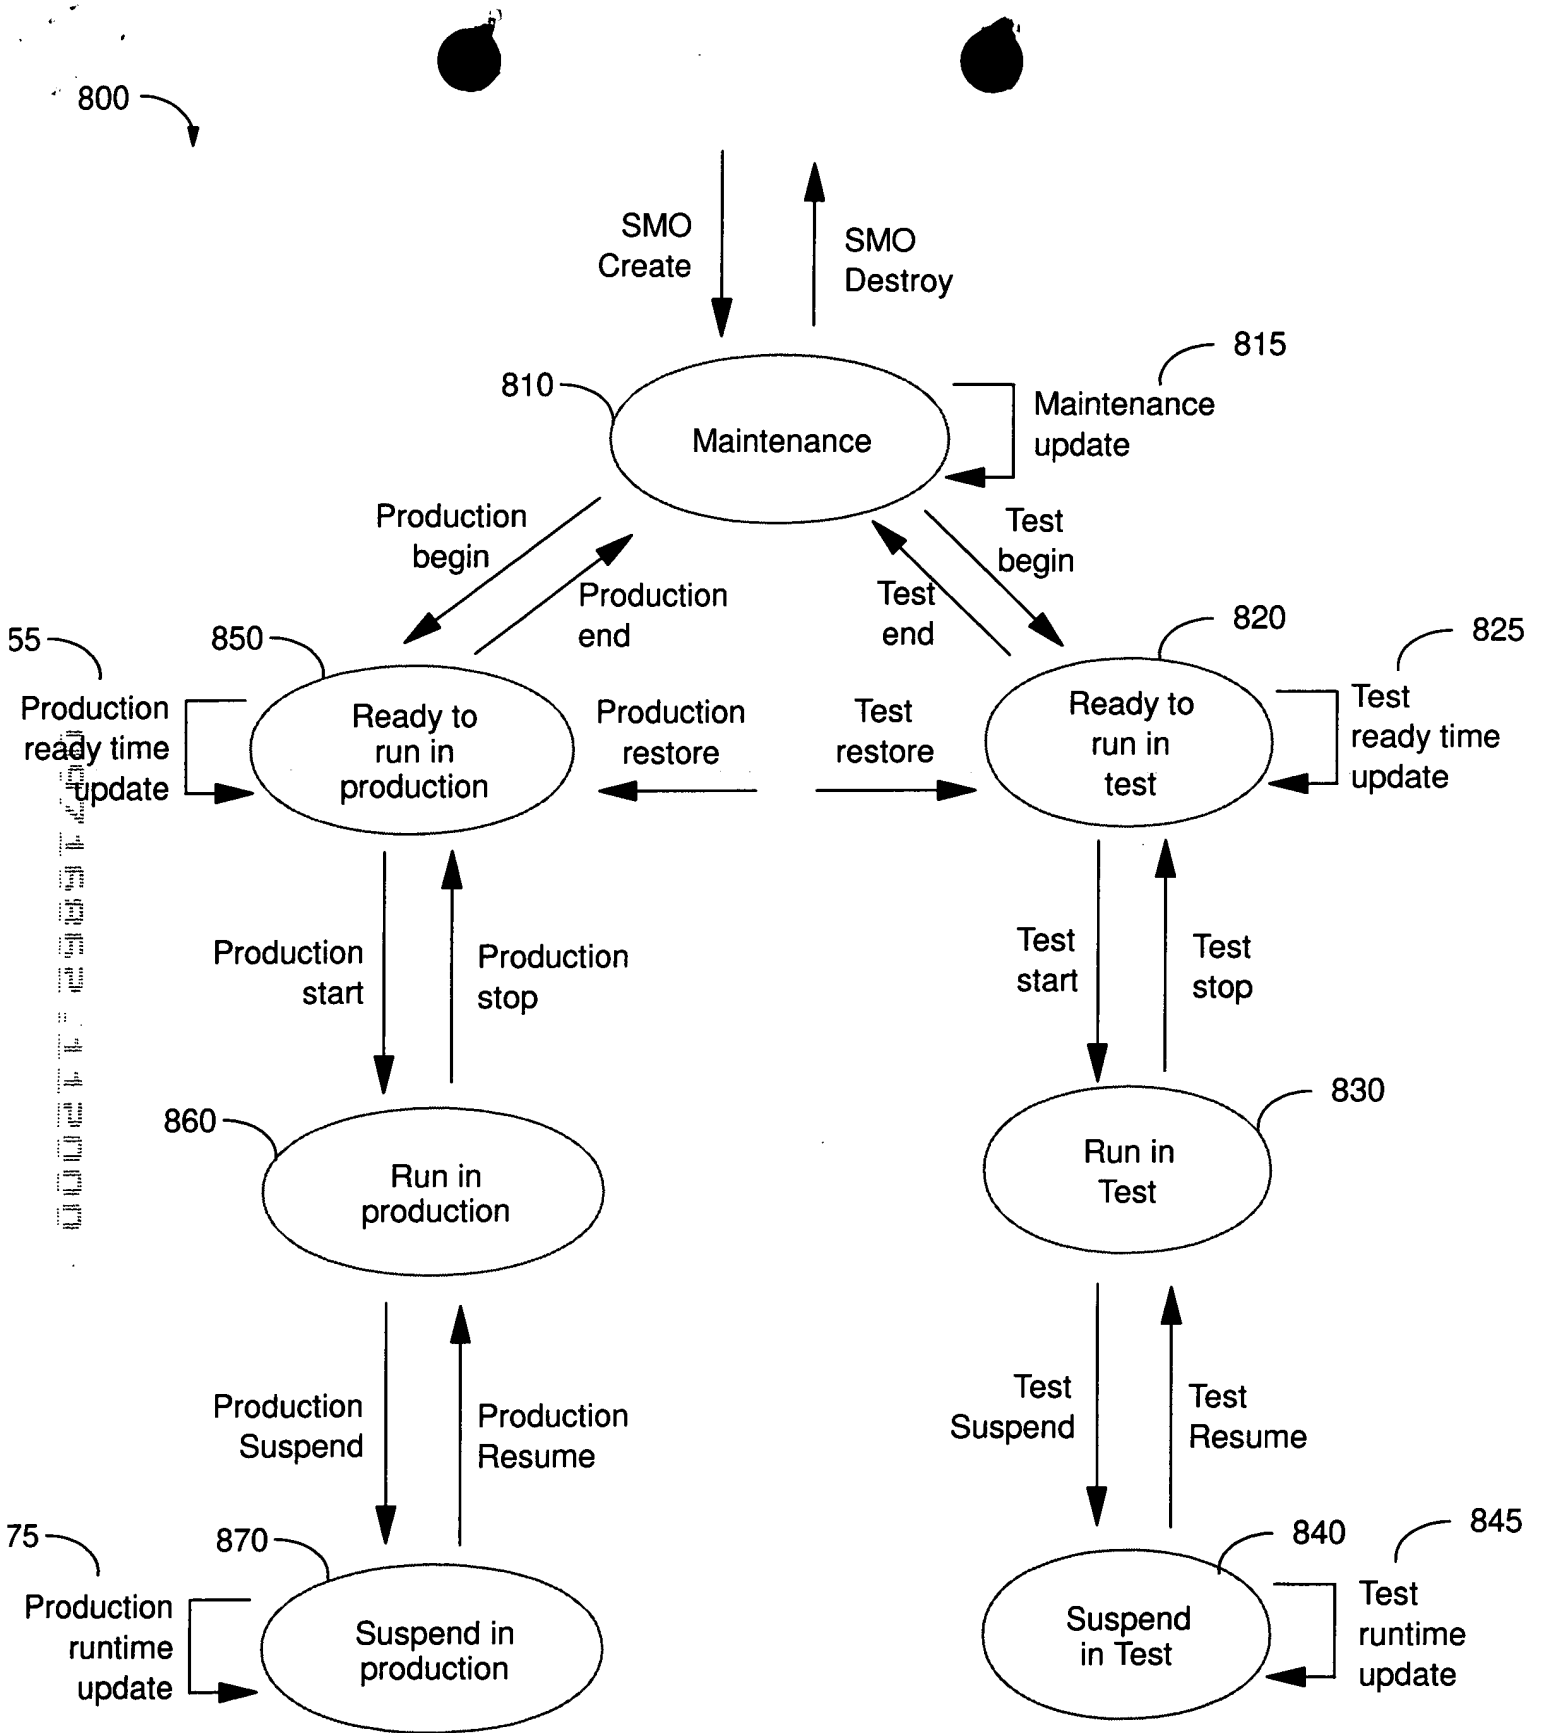 800
SMO
Create
SMO
Destroy
815
810
Maintenance
Maintenance
update
Production
begin
Production
end
Test
end
Test
begin
55
850
820
825
Production
ready time
update
Ready to
run in
production
Production
restore
Test
restore
Ready to
run in
test
Test
ready time
update
Production
start
Production
stop
Test
start
Test
stop
860
830
Run in
production
Run in
Test
Production
Suspend
Production
Resume
Test
Suspend
Test
Resume
75
870
840
845
Production
runtime
update
Suspend in
production
Suspend
in Test
Test
runtime
update